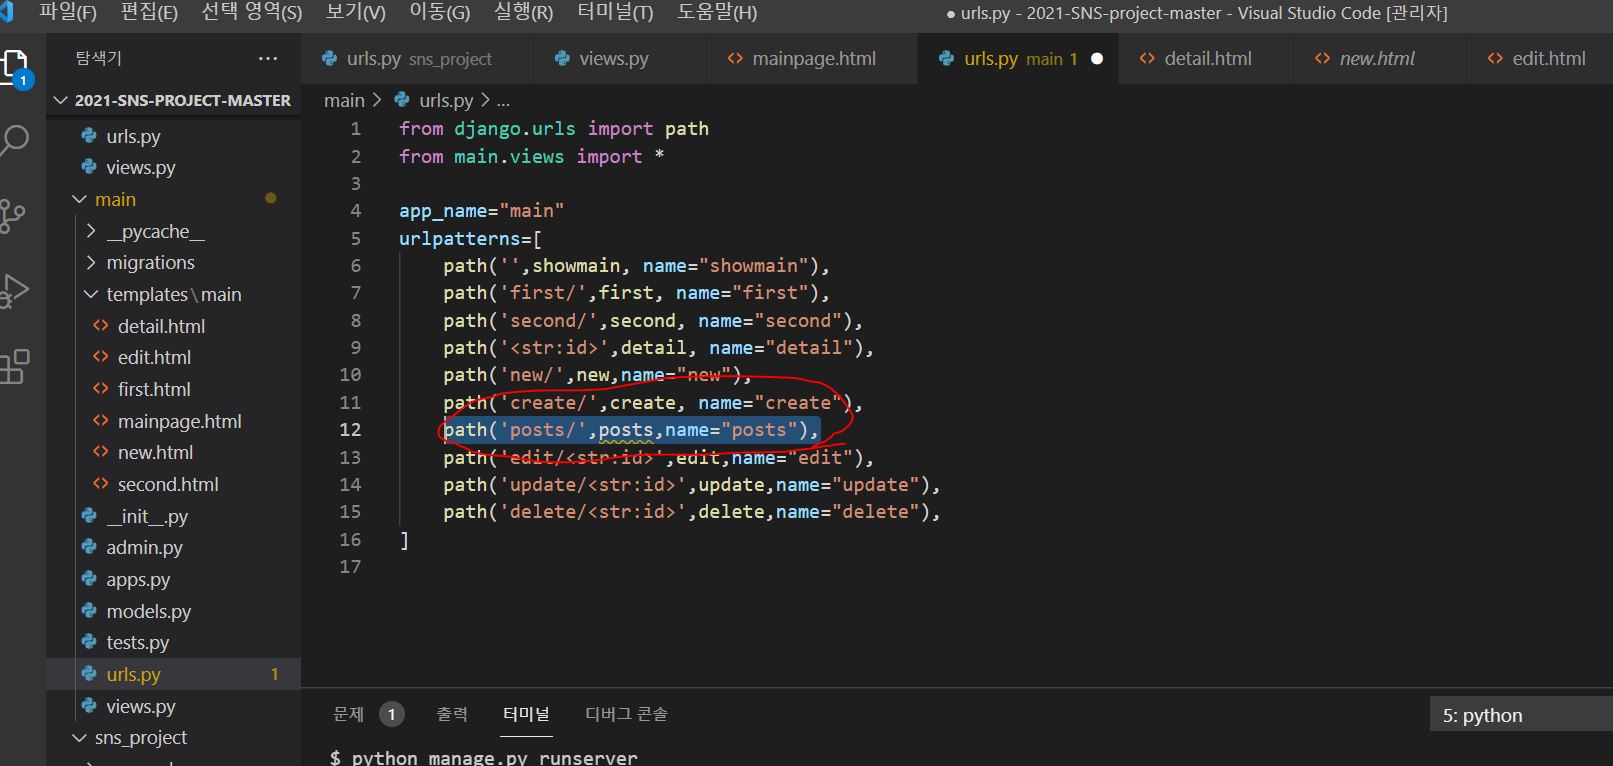 파일(F) 편집(E) 선택 영역(S) 보기(V) 이동(G) 실행(R) 터미널(T) 도움말(H) ● urls.py - 2021-SNS-project-master - Visual Studio Code [관리자]
탐색기 ...
urls.py sns_project views.py mainpage.html urls.py main 1 ● detail.html new.html edit.html
1
2021-SNS-PROJECT-MASTER
urls.py
views.py
main
__pycache__
migrations
templates\main
detail.html
edit.html
first.html
mainpage.html
new.html
second.html
__init__.py
admin.py
apps.py
models.py
tests.py
urls.py 1
views.py
sns_project
main > urls.py > ...
1 from django.urls import path
2 from main.views import *
3
4 app_name="main"
5 urlpatterns=[
6 path('',showmain, name="showmain"),
7 path('first/',first, name="first"),
8 path('second/',second, name="second"),
9 path('<str:id>',detail, name="detail"),
10 path('new/',new,name="new"),
11 path('create/',create, name="create"),
12 path('posts/',posts,name="posts"),
13 path('edit/<str:id>',edit,name="edit"),
14 path('update/<str:id>',update,name="update"),
15 path('delete/<str:id>',delete,name="delete"),
16 ]
17
문제 1 출력 터미널 디버그 콘솔 5: python
$ python manage.py runserver